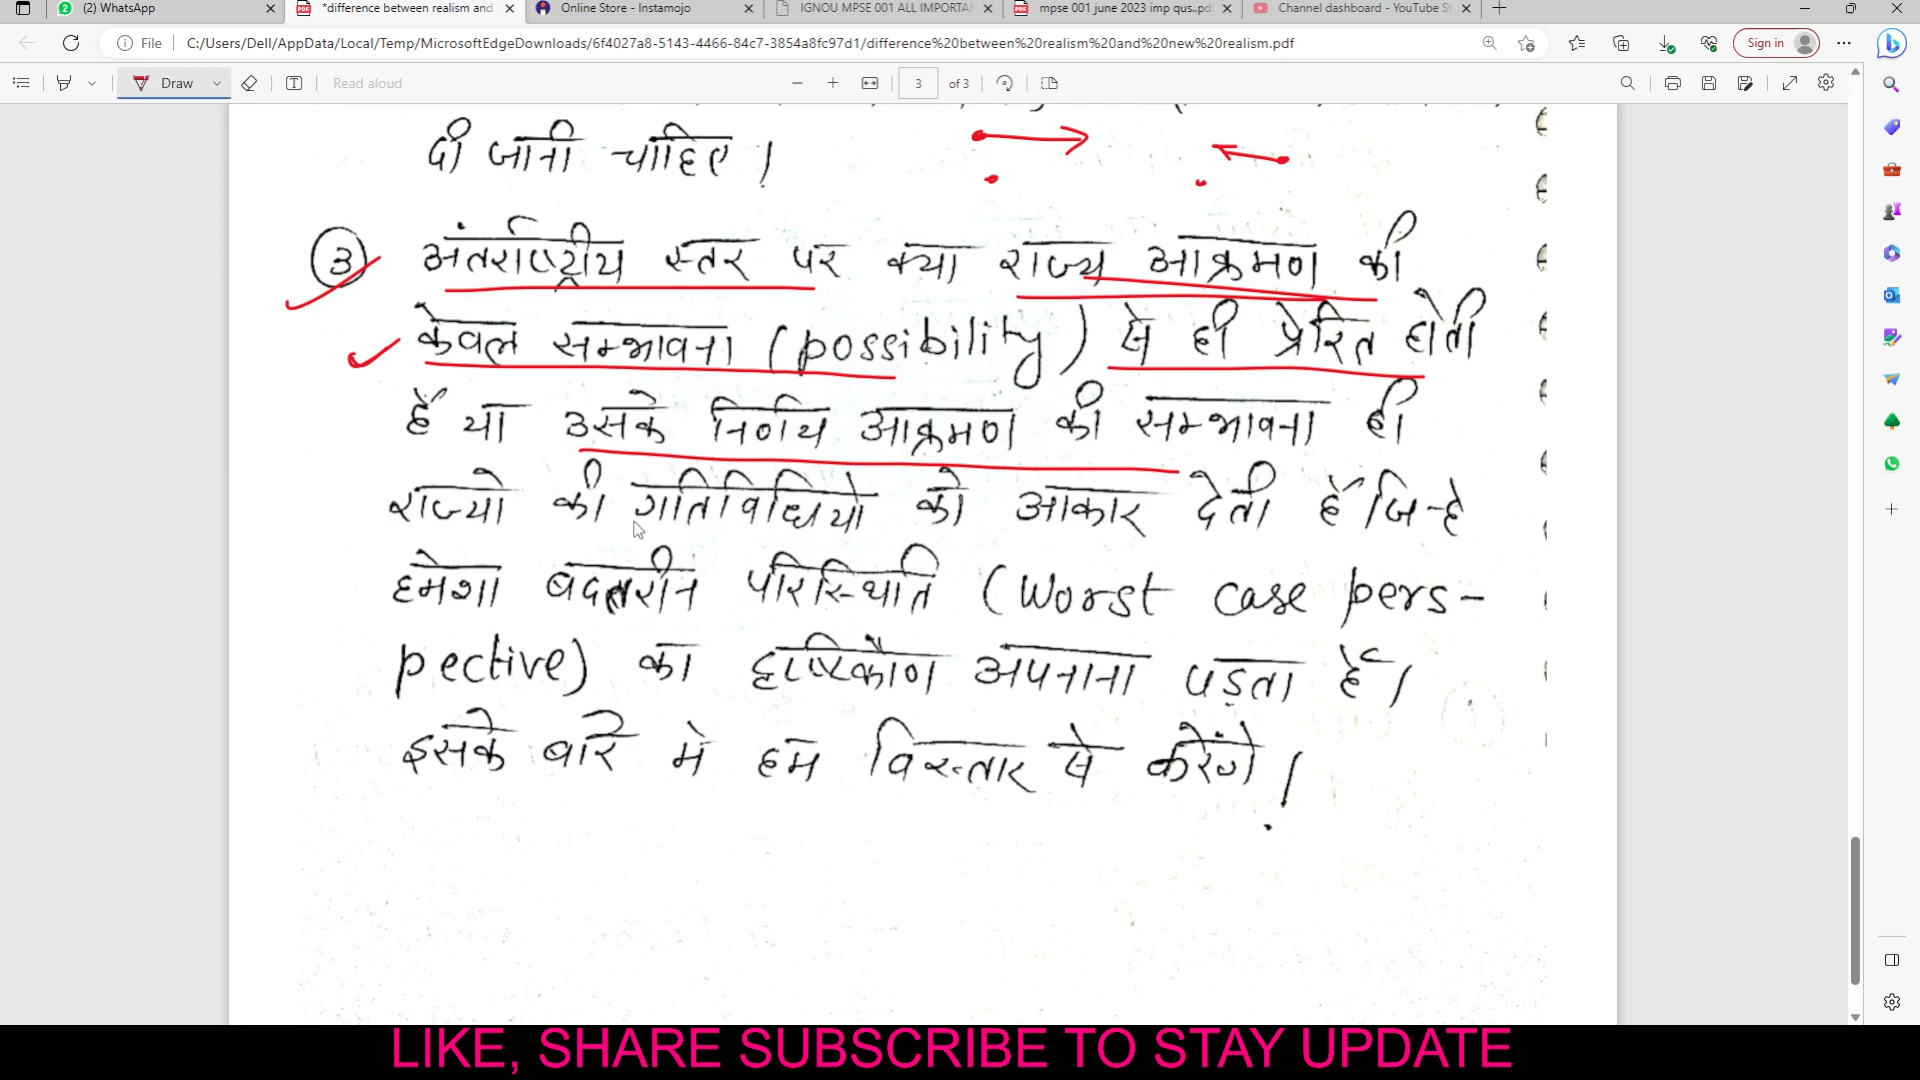 (2) WhatsApp
*difference between realism and
Online Store - Instamojo
IGNOU MPSE 001 ALL IMPORTA
mpse 001 june 2023 imp qus..pd
Channel dashboard - YouTube S
File
C:/Users/Dell/AppData/Local/Temp/MicrosoftEdgeDownloads/6f4027a8-5143-4466-84c7-3854a8fc97d1/difference%20between%20realism%20and%20new%20realism.pdf
Sign in
Draw
Read aloud
3 of 3
दी जानी चाहिए।
3 अंतर्राष्ट्रीय स्तर पर क्या राज्य आक्रमण की
केवल सम्भावना (possibility) से ही प्रेरित होती
हैं या उसके निर्णय आक्रमण की सम्भावना ही
राज्यो की गतिविधियो को आकार देती हैं जिन्हे
हमेशा बदतरीन परिस्थिति (worst case pers-
pective) का दृष्टिकोण अपनाना पड़ता है।
इसके बारे मे हम विस्तार से करेंगे।
LIKE, SHARE SUBSCRIBE TO STAY UPDATE